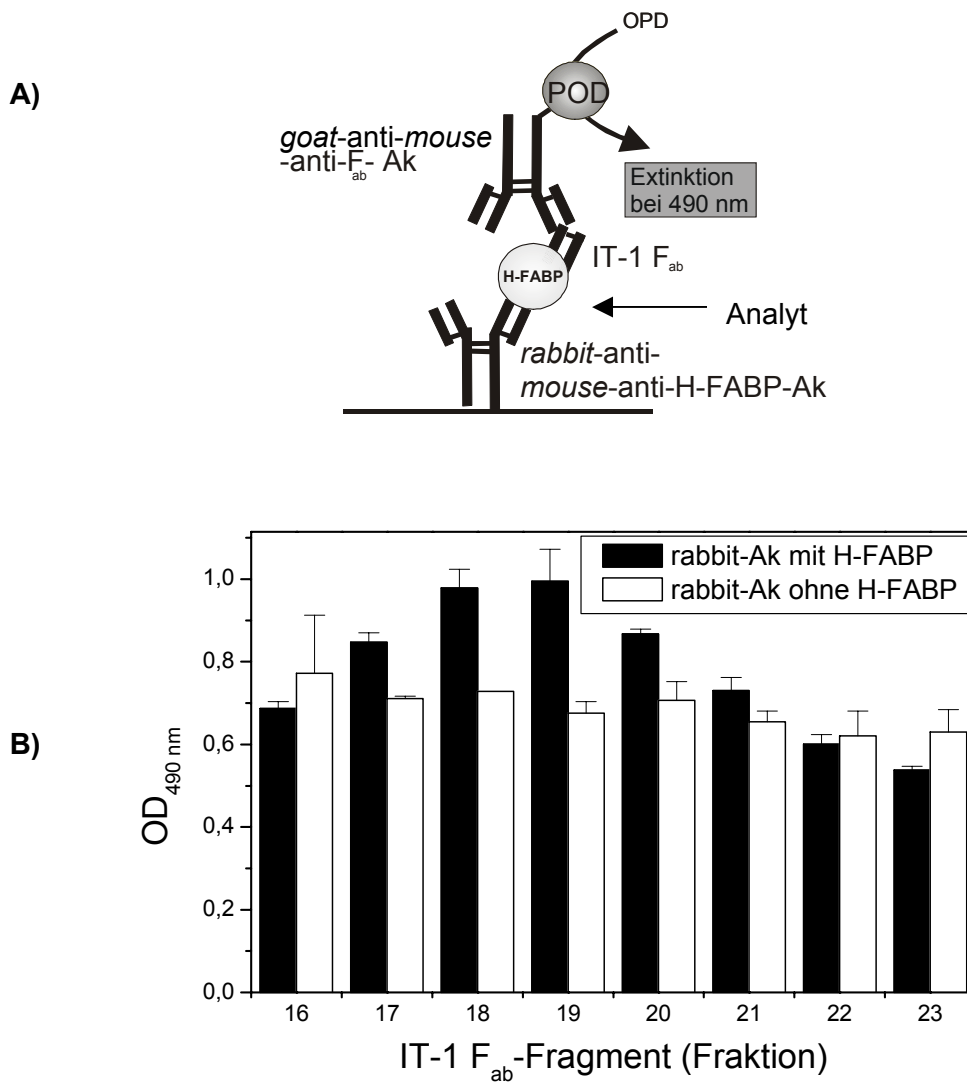 A)
OPD
POD
goat-anti-mouse
-anti-Fab- Ak
Extinktion
bei 490 nm
IT-1 Fab
H-FABP
Analyt
rabbit-anti-
mouse-anti-H-FABP-Ak
B)
rabbit-Ak mit H-FABP
rabbit-Ak ohne H-FABP
1,0
0,8
0,6
0,4
0,2
0,0
OD490 nm
16 17 18 19 20 21 22 23
IT-1 Fab-Fragment (Fraktion)